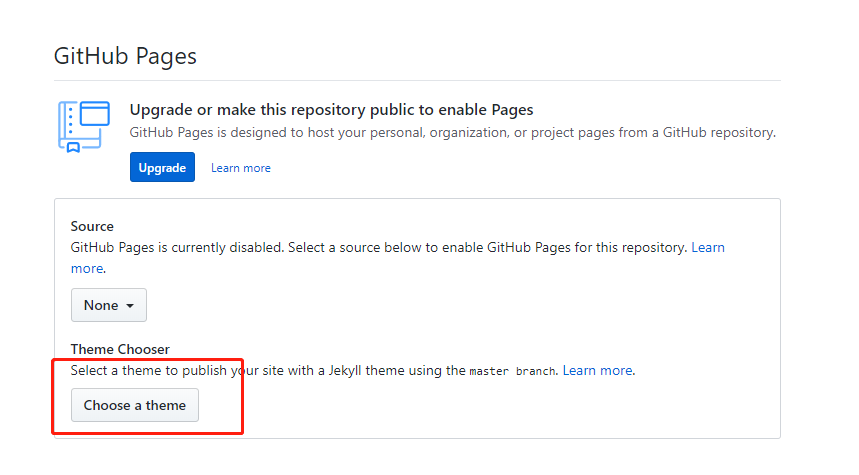 GitHub Pages
Upgrade or make this repository public to enable Pages
GitHub Pages is designed to host your personal, organization, or project pages from a GitHub repository.
Upgrade
Learn more
Source
GitHub Pages is currently disabled. Select a source below to enable GitHub Pages for this repository. Learn
more.
None
Theme Chooser
Select a theme to publish your site with a Jekyll theme using the master branch. Learn more.
Choose a theme